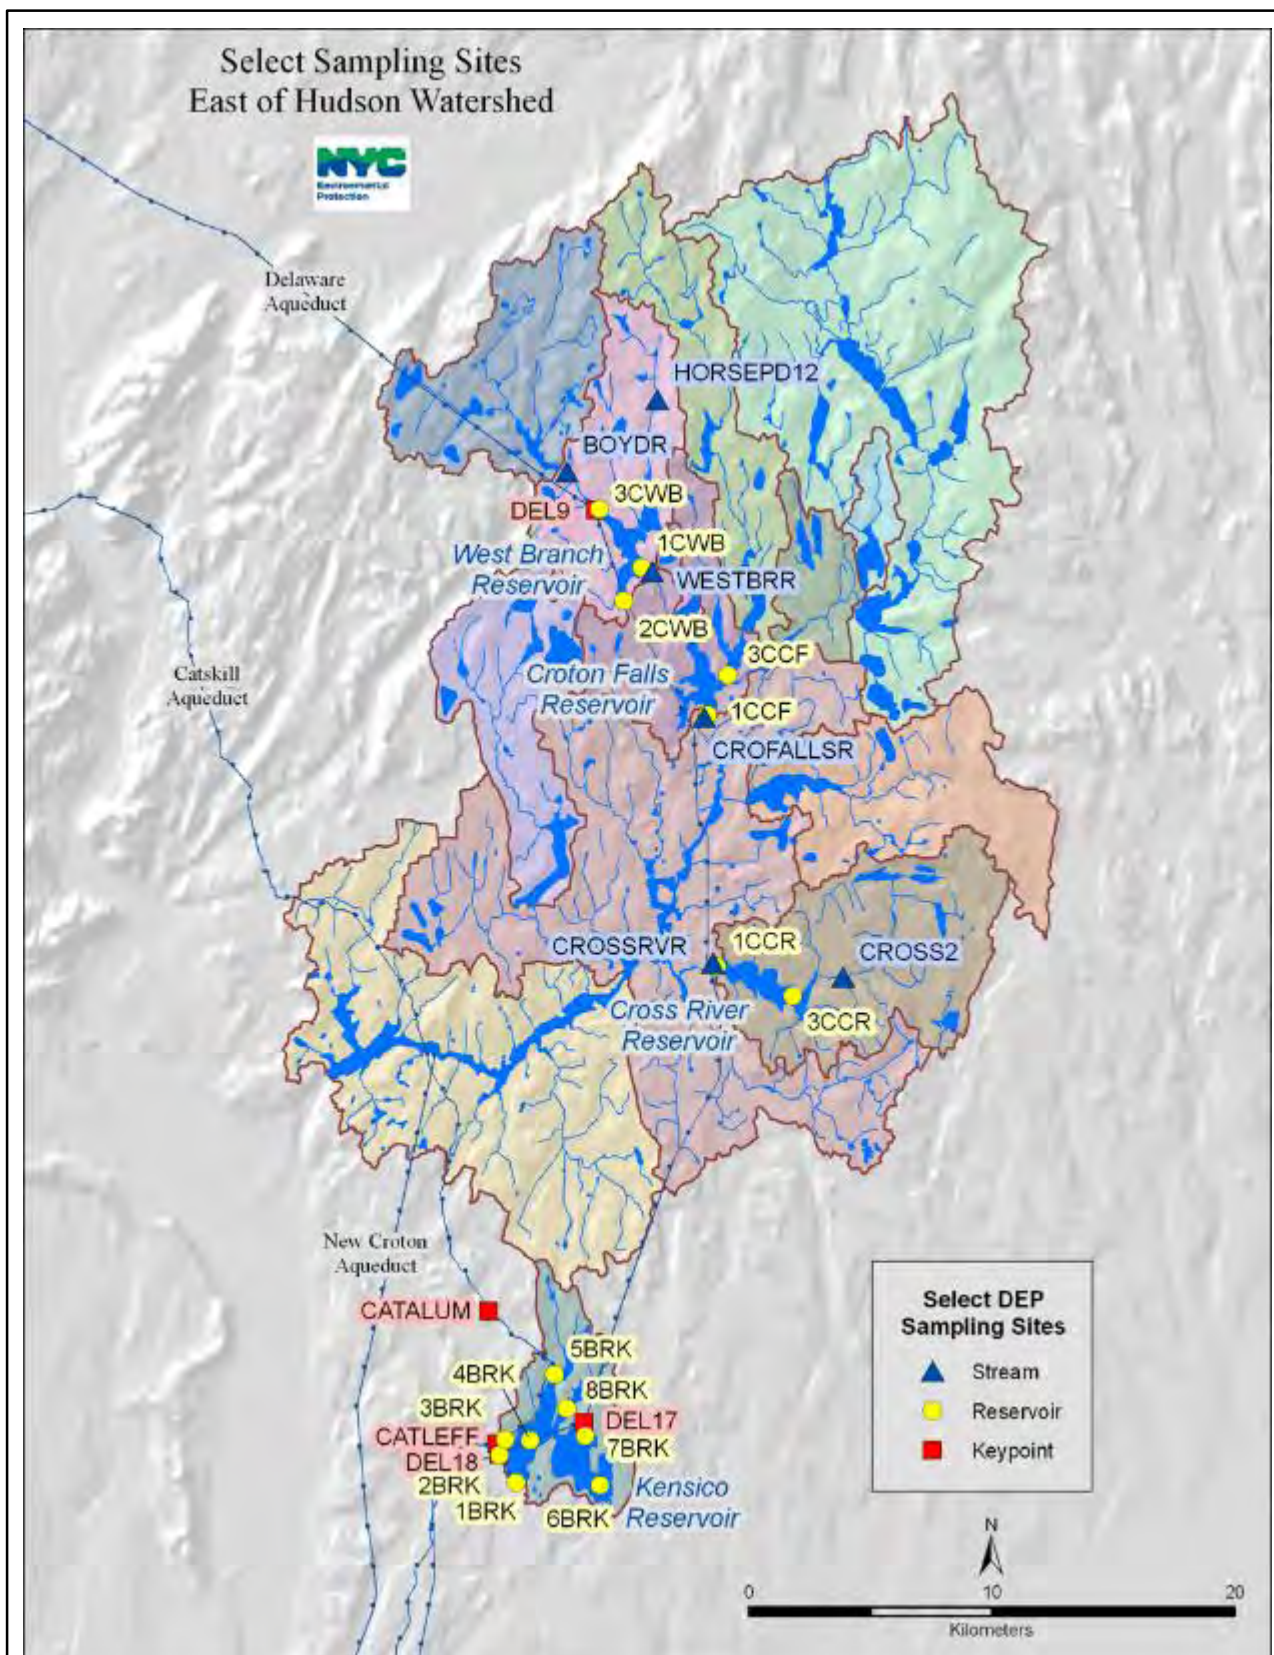 Select Sampling Sites
East of Hudson Watershed
NYC
Environmental
Protection
Delaware
Aqueduct
HORSEPD12
BOYDR
3CWB
DEL9
1CWB
West Branch
Reservoir
WESTBRR
2CWB
3CCF
Croton Falls
Reservoir
Catskill
Aqueduct
1CCF
CROFALLSR
CROSSRVR
1CCR
CROSS2
Cross River
Reservoir
3CCR
New Croton
Aqueduct
CATALUM
5BRK
4BRK
8BRK
3BRK
DEL17
CATLEFF
7BRK
DEL18
2BRK
Kensico
Reservoir
1BRK
6BRK
Select DEP
Sampling Sites
Stream
Reservoir
Keypoint
N
0 10 20
Kilometers